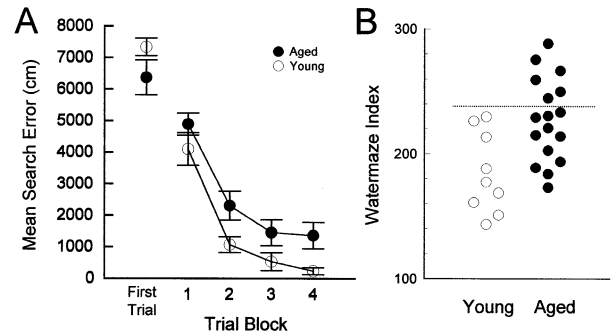 A
8000
7000
6000
5000
4000
3000
2000
1000
0
Mean Search Error (cm)
Aged
Young
First
Trial
1 2 3 4
Trial Block
B
300
200
100
Watermaze Index
Young Aged